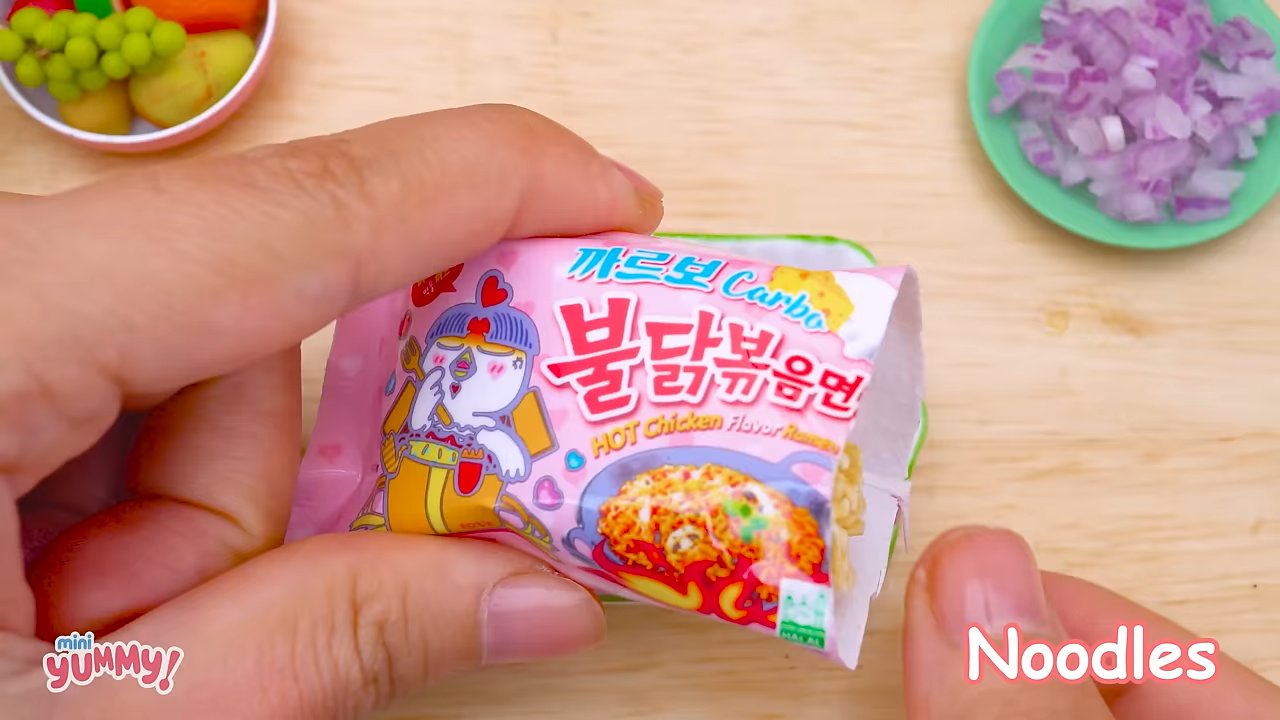 까르보 Carbo
불닭볶음면
HOT Chicken Flavor Ramen
HALAL
mini
YUMMY!
Noodles